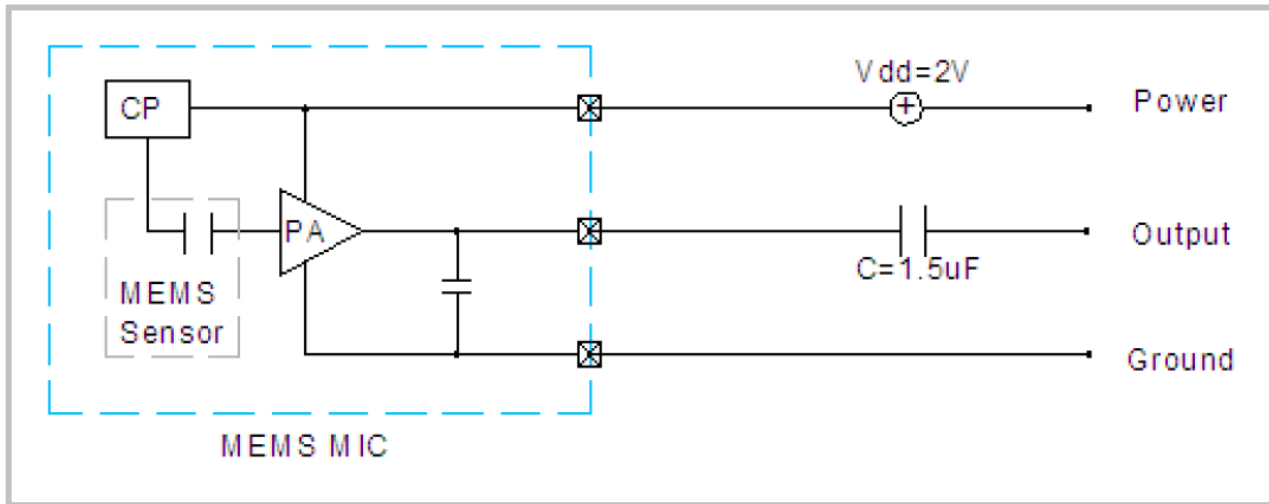 Vdd=2V
Power
CP
PA
Output
C=1.5uF
MEMS
Sensor
Ground
MEMS MIC